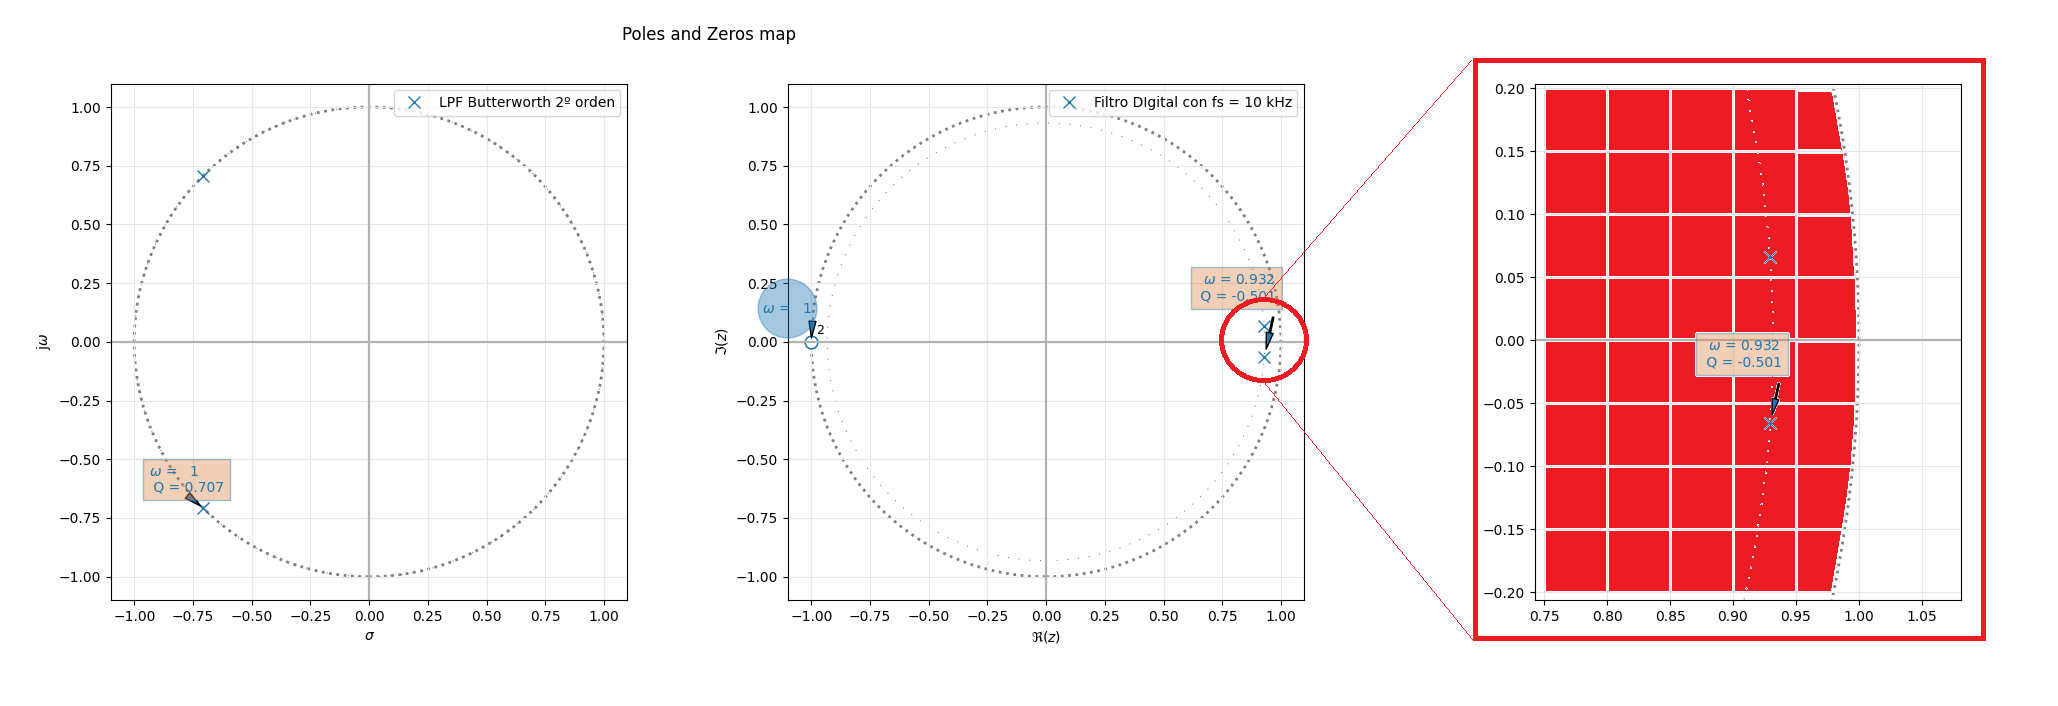 Poles and Zeros map
LPF Butterworth 2º orden
1.00
0.75
0.50
0.25
0.00
−0.25
−0.50
−0.75
−1.00
jω
ω = 1
Q = 0.707
−1.00 −0.75 −0.50 −0.25 0.00 0.25 0.50 0.75 1.00
σ
Filtro DIgital con fs = 10 kHz
1.00
0.75
0.50
0.25
0.00
−0.25
−0.50
−0.75
−1.00
ℑ(z)
ω = 1
2
ω = 0.932
Q = -0.501
−1.00 −0.75 −0.50 −0.25 0.00 0.25 0.50 0.75 1.00
ℜ(z)
0.20
0.15
0.10
0.05
0.00
−0.05
−0.10
−0.15
−0.20
ω = 0.932
Q = -0.501
0.75 0.80 0.85 0.90 0.95 1.00 1.05